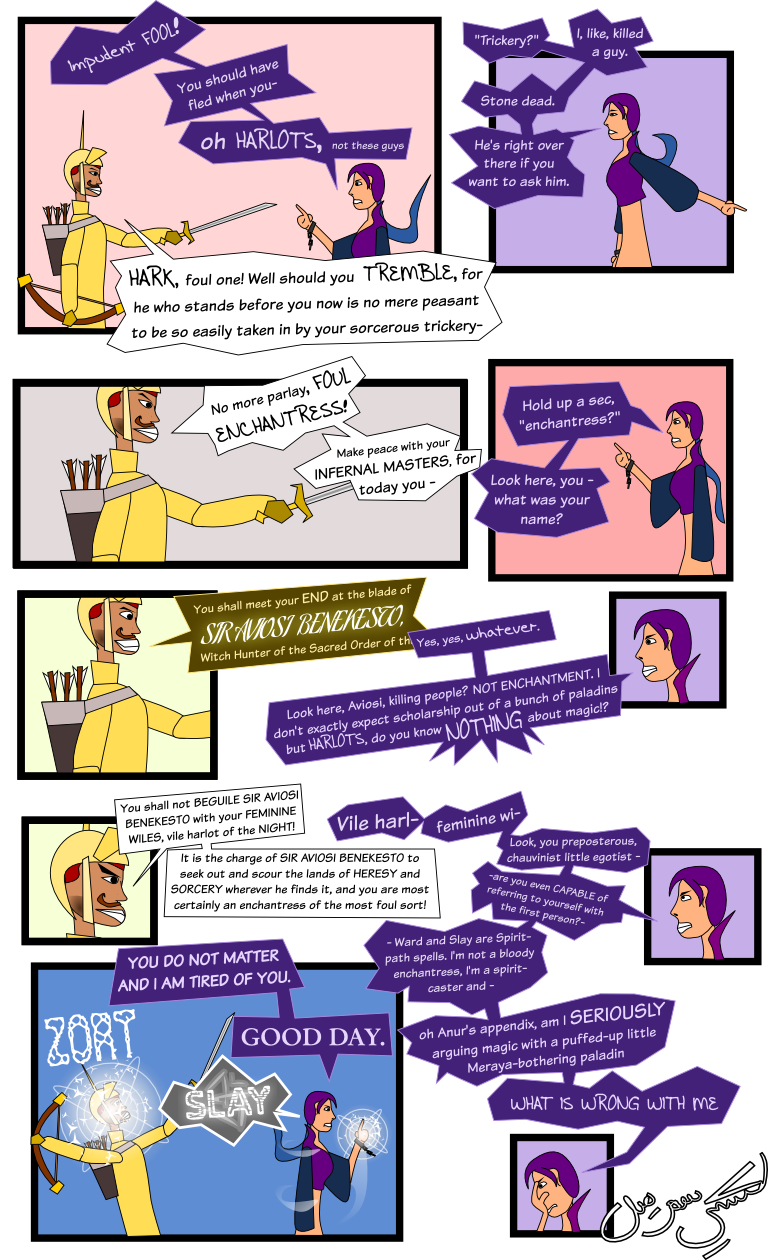 Impudent FOOL!
You should have
fled when you-
oh HARLOTS, not these guys
HARK, foul one! Well should you TREMBLE, for
he who stands before you now is no mere peasant
to be so easily taken in by your sorcerous trickery-
"Trickery?"
I, like, killed
a guy.
Stone dead.
He's right over
there if you
want to ask him.
No more parlay, FOUL
ENCHANTRESS!
Make peace with your
INFERNAL MASTERS, for
today you -
Hold up a sec,
"enchantress?"
Look here, you -
what was your
name?
You shall meet your END at the blade of
SIR AVIOSI BENEKESTO,
Witch Hunter of the Sacred Order of th
Yes, yes, whatever.
Look here, Aviosi, killing people? NOT ENCHANTMENT. I
don't exactly expect scholarship out of a bunch of paladins
but HARLOTS, do you know NOTHING about magic!?
You shall not BEGUILE SIR AVIOSI
BENEKESTO with your FEMININE
WILES, vile harlot of the NIGHT!
It is the charge of SIR AVIOSI BENEKESTO to
seek out and scour the lands of HERESY and
SORCERY wherever he finds it, and you are most
certainly an enchantress of the most foul sort!
Vile harl-
feminine wi-
Look, you preposterous,
chauvinist little egotist -
-are you even CAPABLE of
referring to yourself with
the first person?-
- Ward and Slay are Spirit-
path spells. I'm not a bloody
enchantress, I'm a spirit-
caster and -
oh Anur's appendix, am I SERIOUSLY
arguing magic with a puffed-up little
Meraya-bothering paladin
WHAT IS WRONG WITH ME
YOU DO NOT MATTER
AND I AM TIRED OF YOU.
GOOD DAY.
ZORT
SLAY